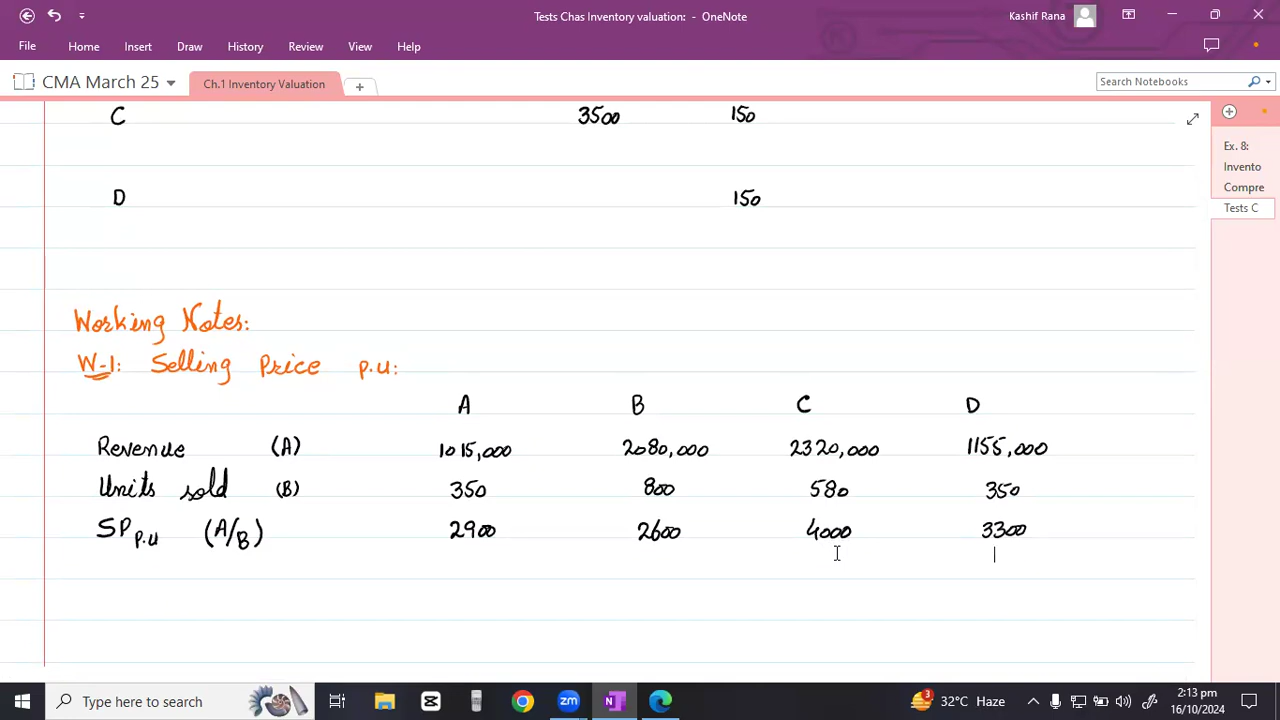 Tests Chas Inventory valuation: - OneNote
Kashif Rana
File Home Insert Draw History Review View Help
CMA March 25
Ch.1 Inventory Valuation
Search Notebooks
Ex. 8:
Invento
Compre
Tests C
C 3500 150
D 150
Working Notes:
W-1: Selling Price p.u:
A B C D
Revenue (A) 1015,000 2080,000 2320,000 1155,000
Units sold (B) 350 800 580 350
SP p.u (A/B) 2900 2600 4000 3300
Type here to search
zm
N
3
32°C Haze
2:13 pm
16/10/2024